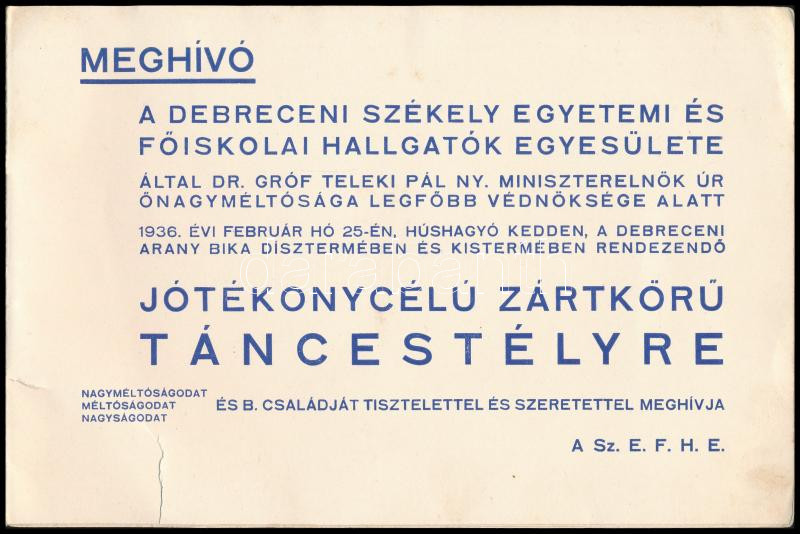 MEGHÍVÓ
A DEBRECENI SZÉKELY EGYETEMI ÉS
FŐISKOLAI HALLGATÓK EGYESÜLETE
ÁLTAL DR. GRÓF TELEKI PÁL NY. MINISZTERELNÖK ÚR
ŐNAGYMÉLTÓSÁGA LEGFŐBB VÉDNÖKSÉGE ALATT
1936. ÉVI FEBRUÁR HÓ 25-ÉN, HÚSHAGYÓ KEDDEN, A DEBRECENI
ARANY BIKA DÍSZTERMÉBEN ÉS KISTERMÉBEN RENDEZENDŐ
darabanth
JÓTÉKONYCÉLÚ ZÁRTKÖRŰ
TÁNCESTÉLYRE
NAGYMÉLTÓSÁGODAT
MÉLTÓSÁGODAT
NAGYSÁGODAT
ÉS B. CSALÁDJÁT TISZTELETTEL ÉS SZERETETTEL MEGHÍVJA
A Sz. E. F. H. E.